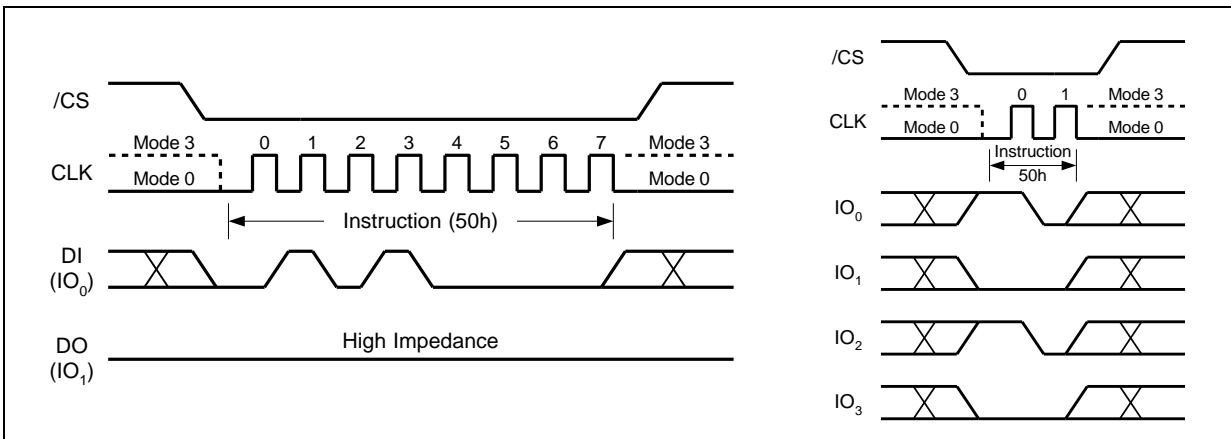 /CS
Mode 3 0 1 2 3 4 5 6 7 Mode 3
CLK
Mode 0 Mode 0
Instruction (50h)
DI
(IO0)
High Impedance
DO
(IO1)
/CS
Mode 3 0 1 Mode 3
CLK
Mode 0 Mode 0
Instruction
50h
IO0
IO1
IO2
IO3